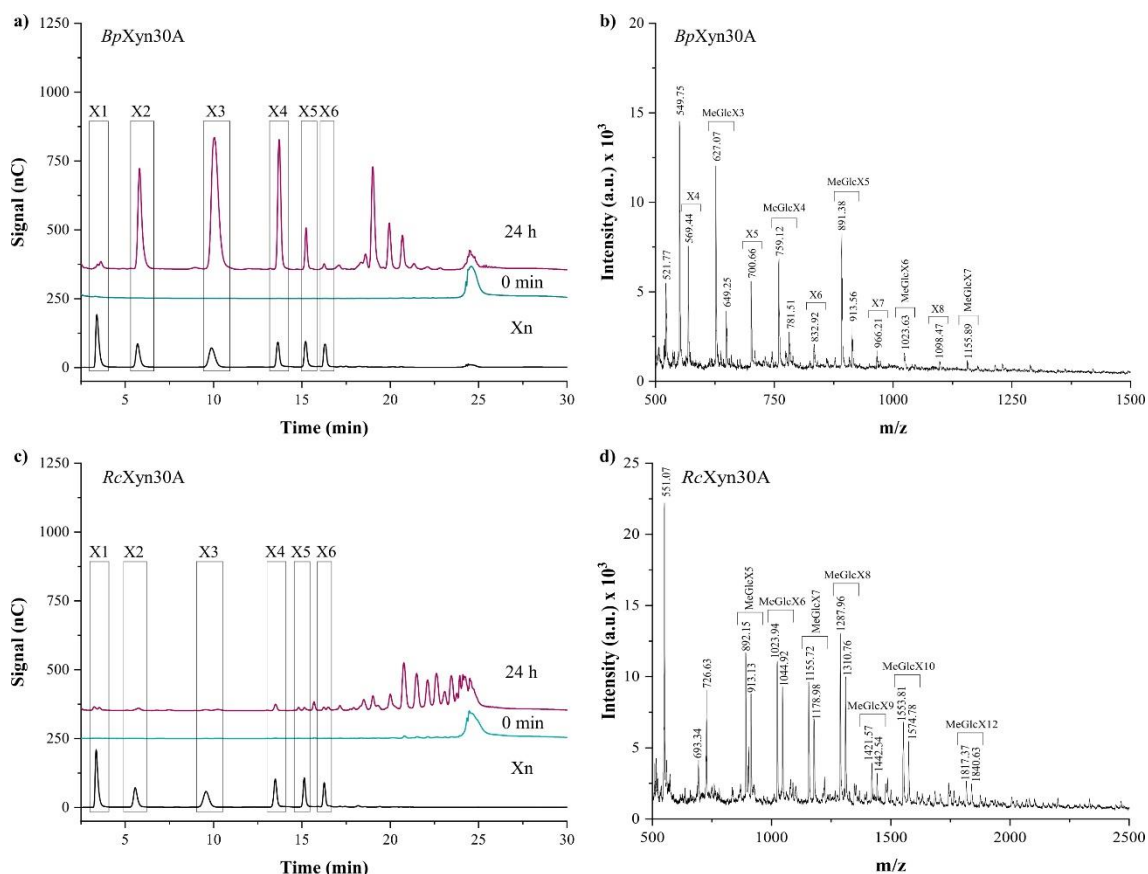 a)
BpXyn30A
1250
1000
750
500
250
0
Signal (nC)
X1 X2 X3 X4 X5 X6
24 h
0 min
Xn
5 10 15 20 25 30
Time (min)
b)
BpXyn30A
20
15
10
5
0
Intensity (a.u.) x 10³
521.77
549.75
X4
569.44
MeGlcX3
627.07
649.25
X5
700.66
MeGlcX4
759.12
781.51
X6
832.92
MeGlcX5
891.38
913.56
X7
966.21
MeGlcX6
1023.63
X8
1098.47
MeGlcX7
1155.89
500 750 1000 1250 1500
m/z
c)
RcXyn30A
1250
1000
750
500
250
0
Signal (nC)
X1 X2 X3 X4 X5 X6
24 h
0 min
Xn
5 10 15 20 25 30
Time (min)
d)
RcXyn30A
25
20
15
10
5
0
Intensity (a.u.) x 10³
551.07
693.34
726.63
MeGlcX5
892.15
913.13
MeGlcX6
1023.94
1044.92
MeGlcX7
1155.72
1178.98
MeGlcX8
1287.96
1310.76
MeGlcX9
1421.57
1442.54
MeGlcX10
1553.81
1574.78
MeGlcX12
1817.37
1840.63
500 1000 1500 2000 2500
m/z